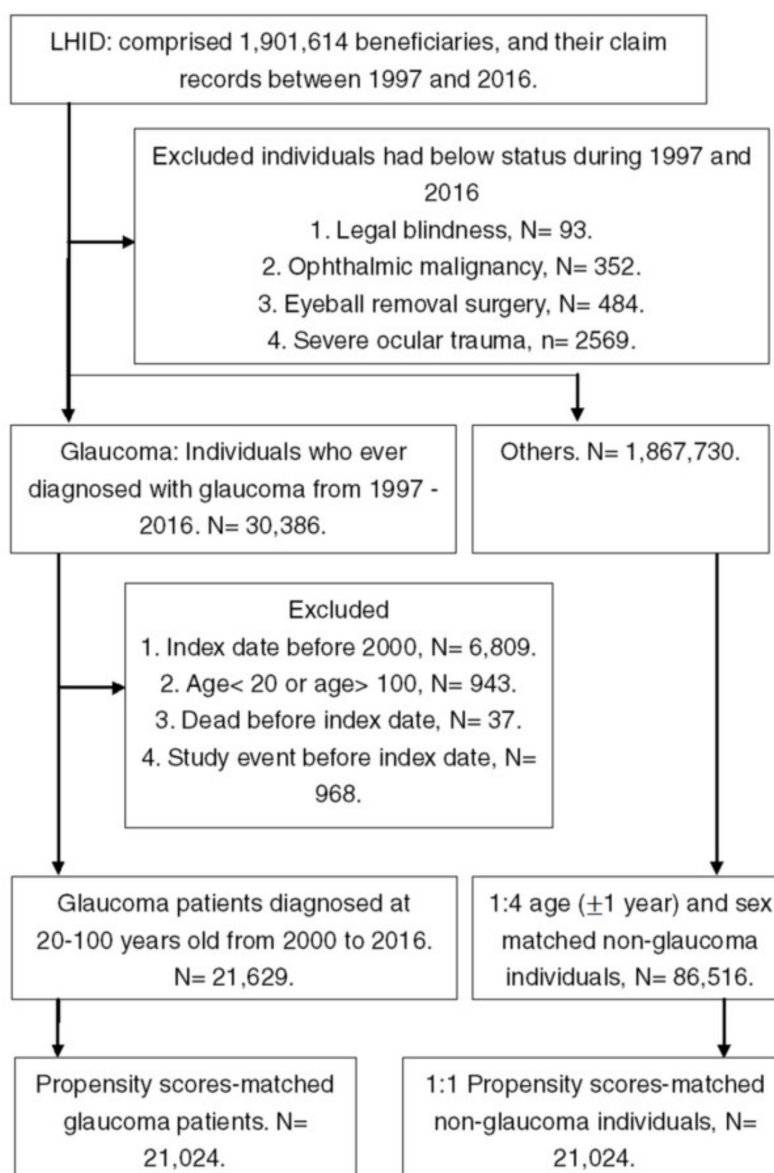 LHID: comprised 1,901,614 beneficiaries, and their claim
records between 1997 and 2016.
Excluded individuals had below status during 1997 and
2016
1. Legal blindness, N= 93.
2. Ophthalmic malignancy, N= 352.
3. Eyeball removal surgery, N= 484.
4. Severe ocular trauma, n= 2569.
Glaucoma: Individuals who ever
diagnosed with glaucoma from 1997 -
2016. N= 30,386.
Others. N= 1,867,730.
Excluded
1. Index date before 2000, N= 6,809.
2. Age< 20 or age> 100, N= 943.
3. Dead before index date, N= 37.
4. Study event before index date, N=
968.
Glaucoma patients diagnosed at
20-100 years old from 2000 to 2016.
N= 21,629.
1:4 age (±1 year) and sex
matched non-glaucoma
individuals, N= 86,516.
Propensity scores-matched
glaucoma patients. N=
21,024.
1:1 Propensity scores-matched
non-glaucoma individuals, N=
21,024.